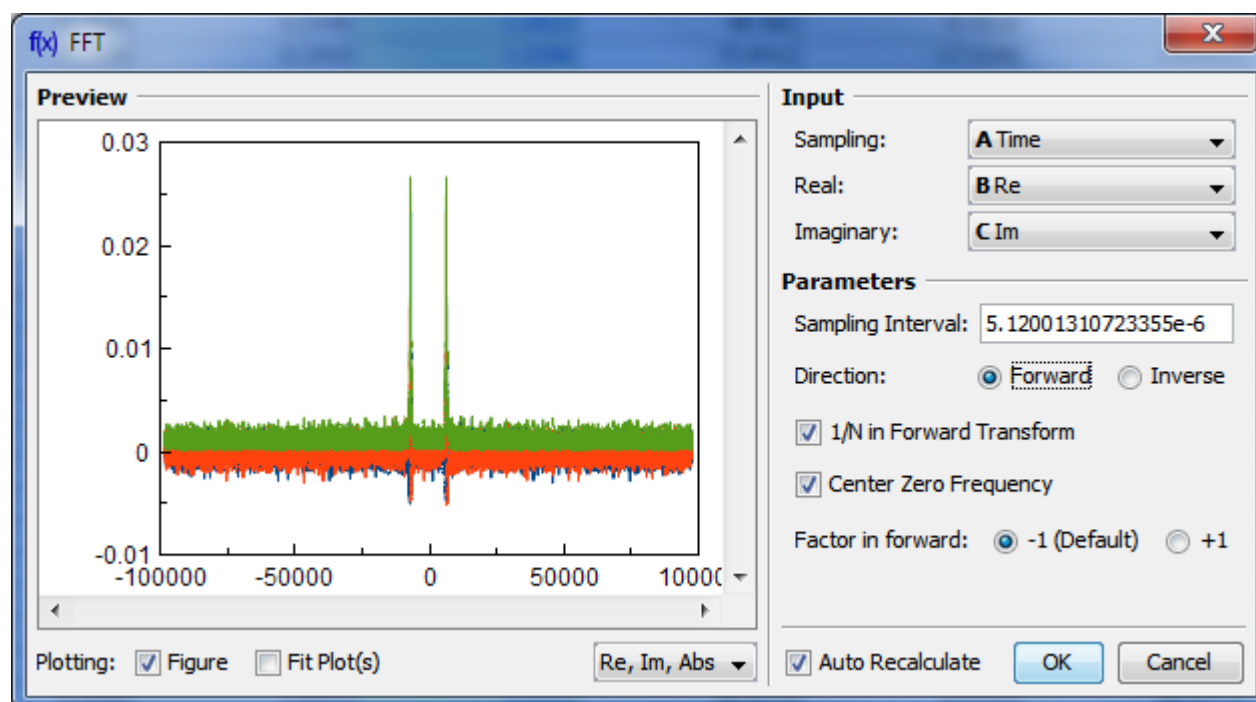 f(x) FFT
Preview
0.03
0.02
0.01
0
-0.01
-100000 -50000 0 50000 10000
Plotting: Figure Fit Plot(s) Re, Im, Abs
Input
Sampling: A Time
Real: B Re
Imaginary: C Im
Parameters
Sampling Interval: 5.12001310723355e-6
Direction: Forward Inverse
1/N in Forward Transform
Center Zero Frequency
Factor in forward: -1 (Default) +1
Auto Recalculate OK Cancel